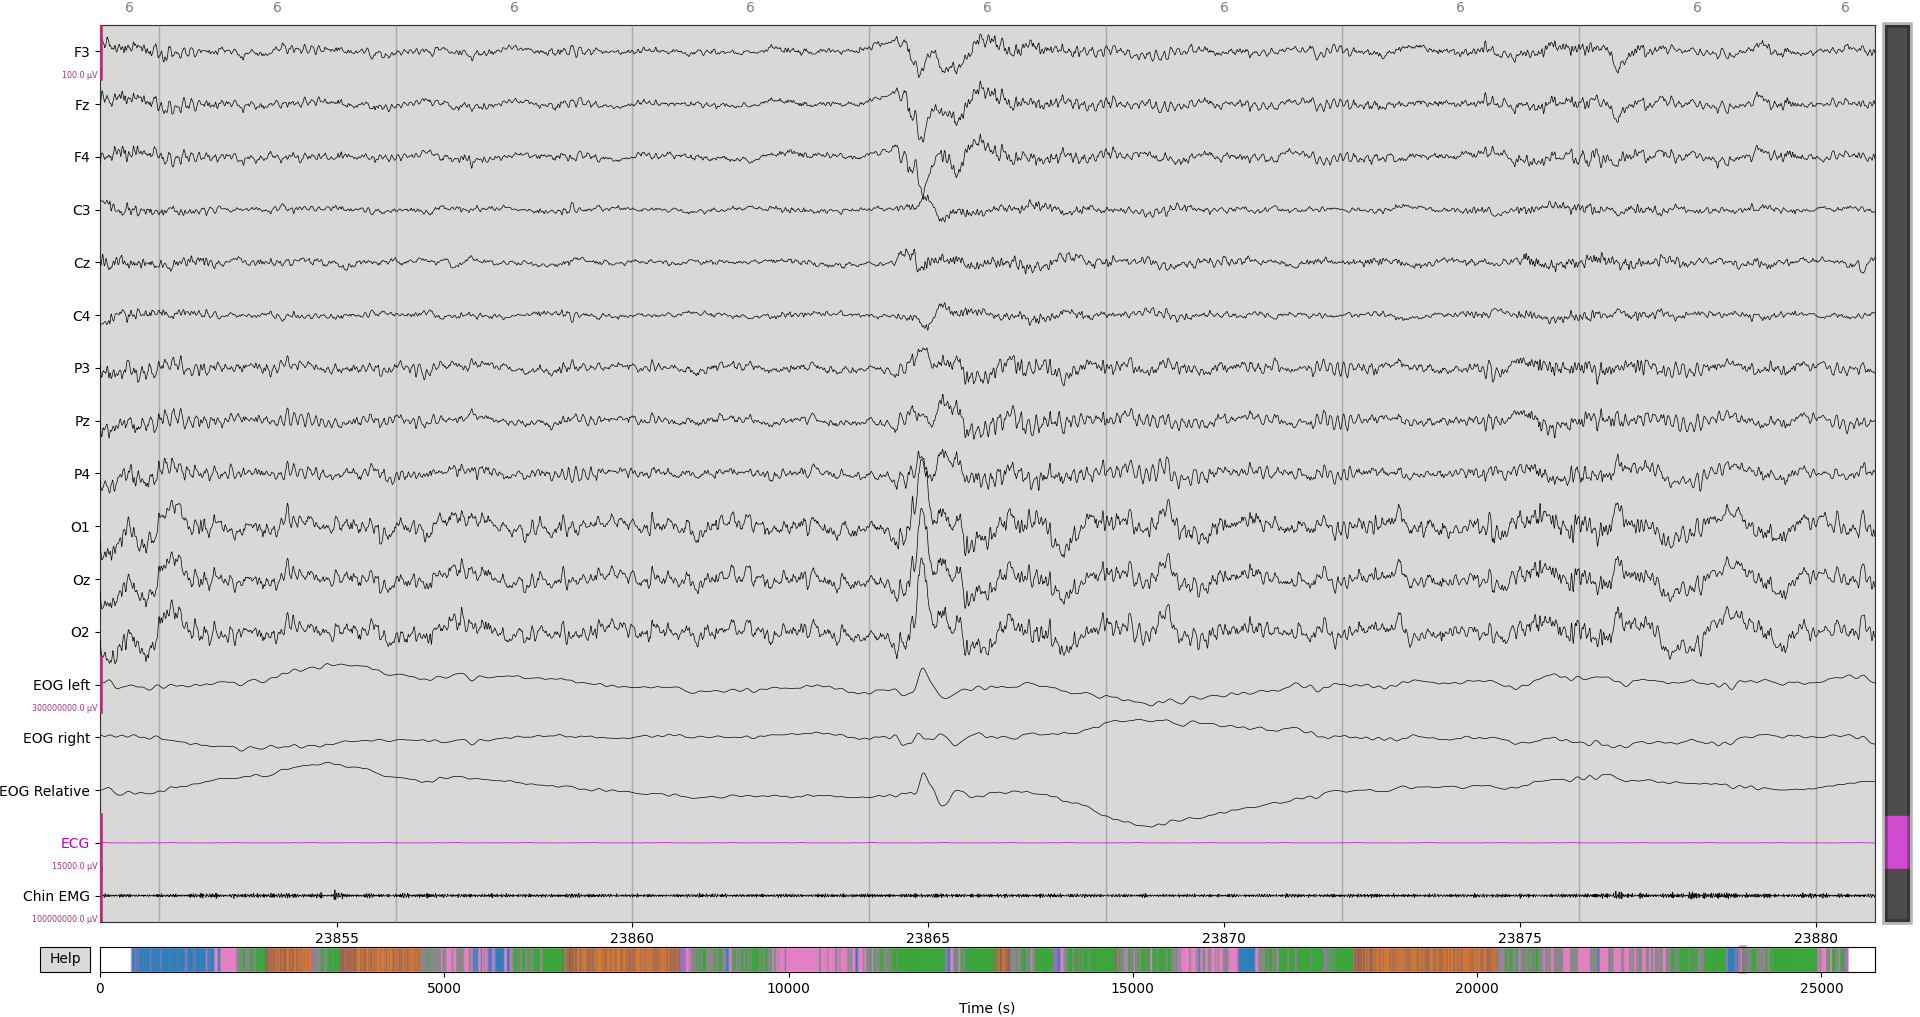 6 6 6 6 6 6 6 6 6
F3
100.0 µV
Fz
F4
C3
Cz
C4
P3
Pz
P4
O1
Oz
O2
EOG left
300000000.0 µV
EOG right
EOG Relative
ECG
15000.0 µV
Chin EMG
100000000.0 µV
23855 23860 23865 23870 23875 23880
Help
0 5000 10000 15000 20000 25000
Time (s)